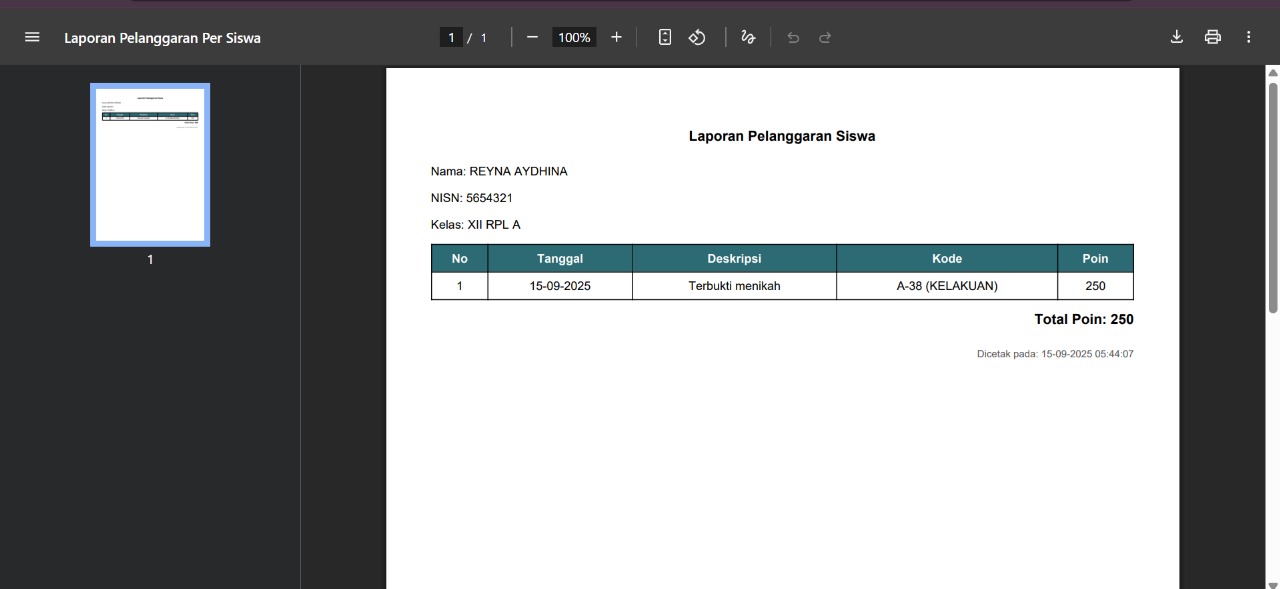 Laporan Pelanggaran Per Siswa
1 / 1
100%
1
Laporan Pelanggaran Siswa
Nama: REYNA AYDHINA
NISN: 5654321
Kelas: XII RPL A
No Tanggal Deskripsi Kode Poin
1 15-09-2025 Terbukti menikah A-38 (KELAKUAN) 250
Total Poin: 250
Dicetak pada: 15-09-2025 05:44:07